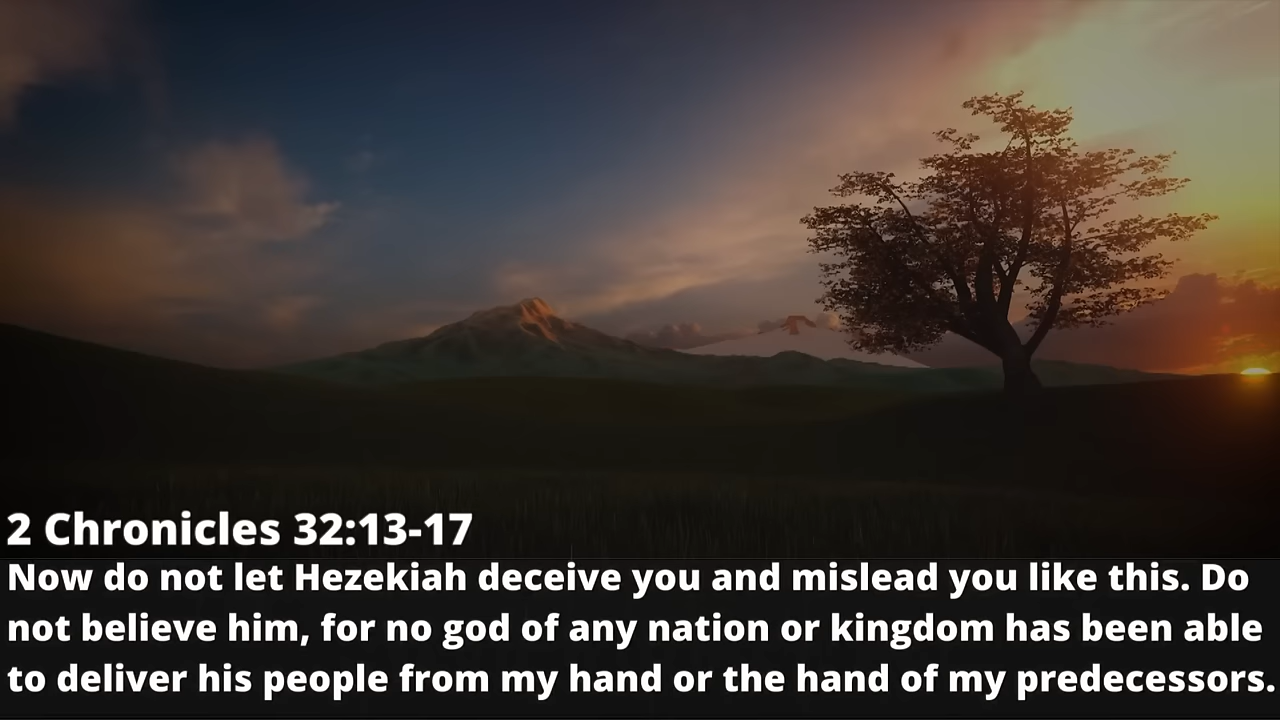 2 Chronicles 32:13-17
Now do not let Hezekiah deceive you and mislead you like this. Do
not believe him, for no god of any nation or kingdom has been able
to deliver his people from my hand or the hand of my predecessors.